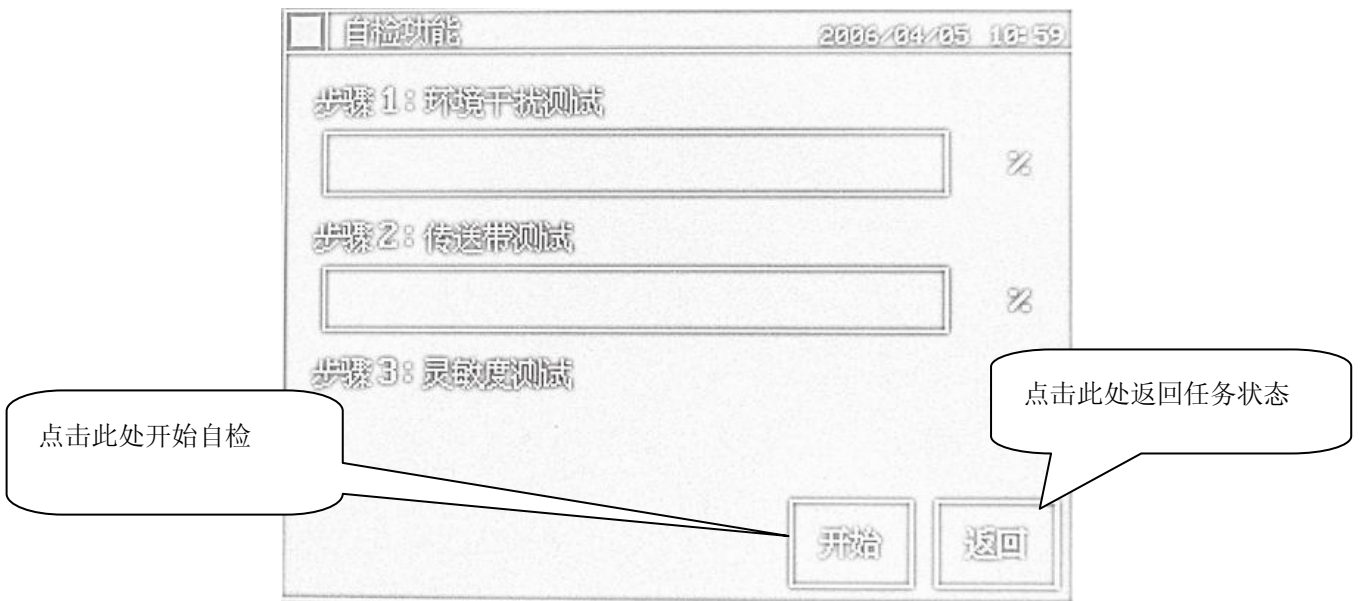 自检功能 2006/04/05 10:59
步骤1:环境干扰测试
%
步骤2:传送带测试
%
步骤3:灵敏度测试
点击此处返回任务状态
点击此处开始自检
开始 返回